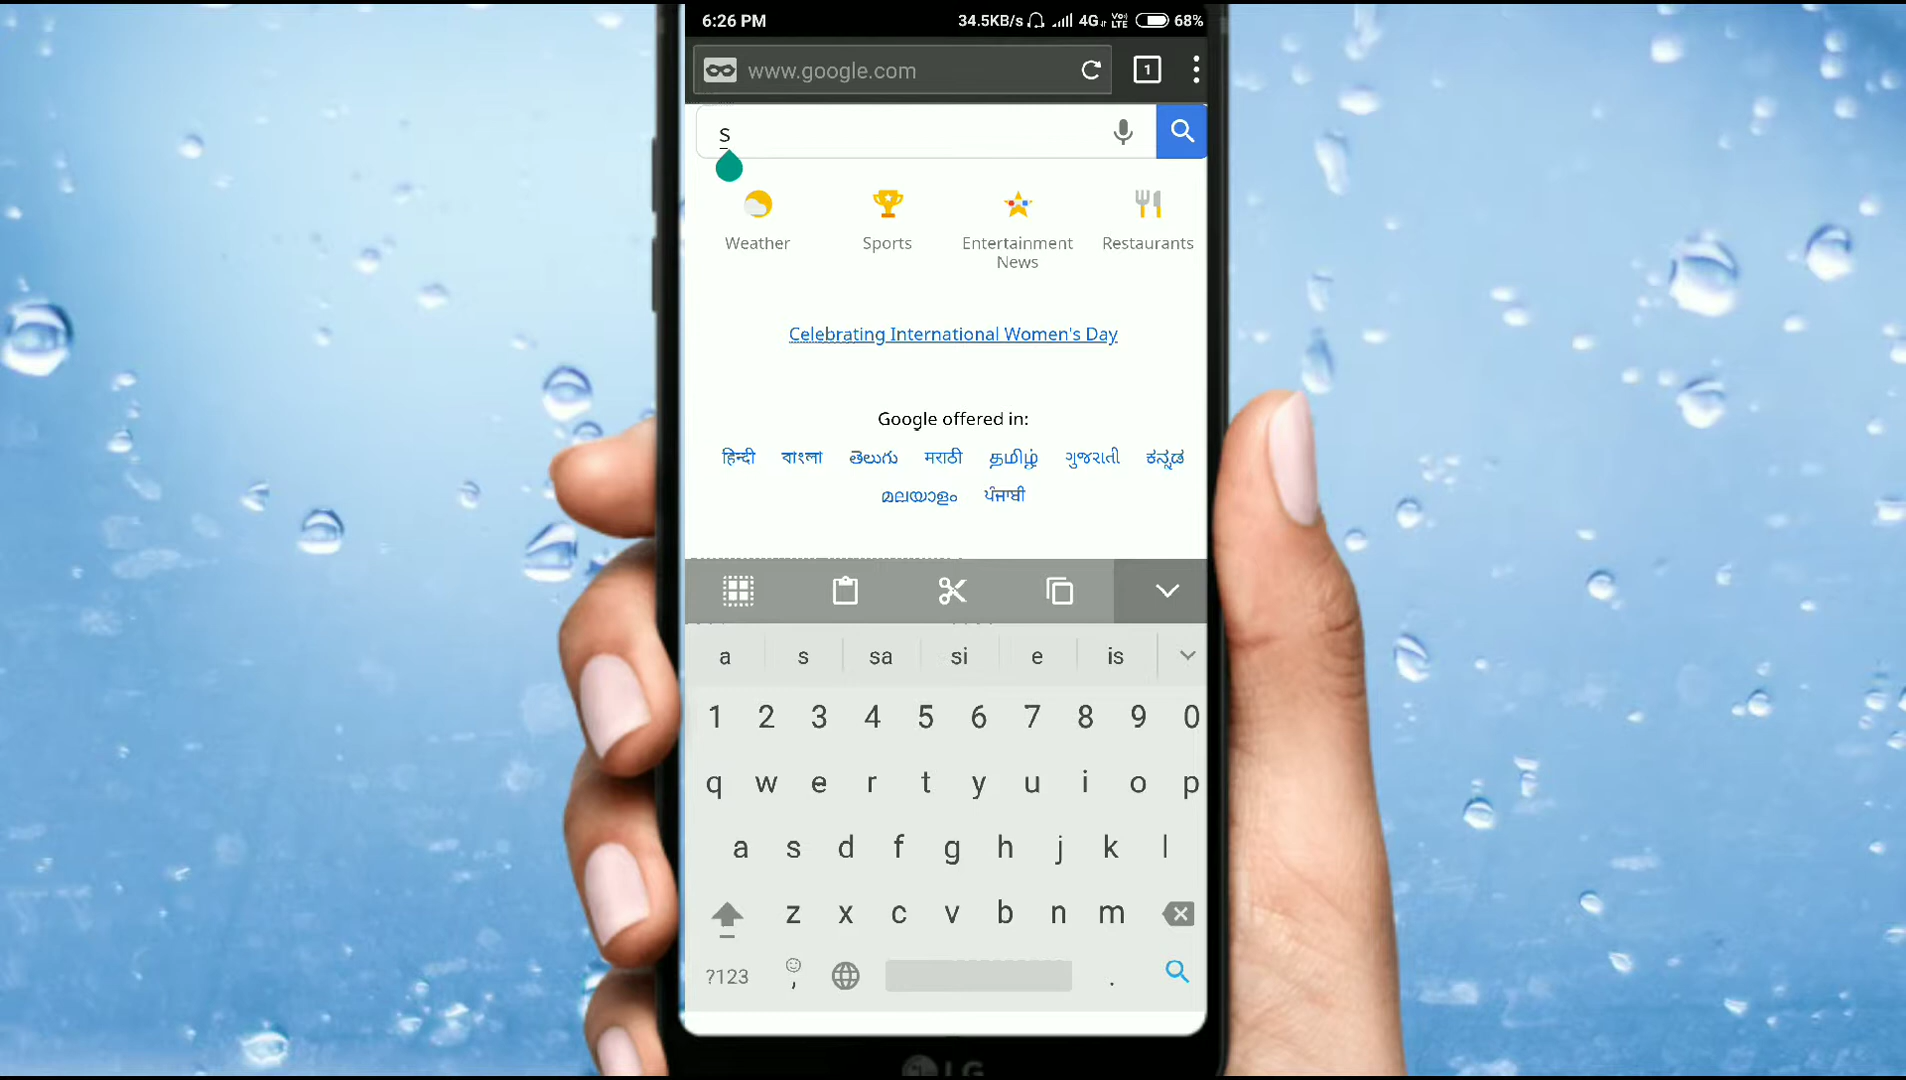 6:26 PM 34.5KB/s 4G VoLTE 68%
www.google.com 1
s
Weather Sports Entertainment News Restaurants
Celebrating International Women's Day
Google offered in:
हिन्दी বাংলা తెలుగు मराठी தமிழ் ગુજરાતી ಕನ್ನಡ
മലയാളം ਪੰਜਾਬੀ
a s sa si e is
1 2 3 4 5 6 7 8 9 0
q w e r t y u i o p
a s d f g h j k l
z x c v b n m
?123 , .
LG